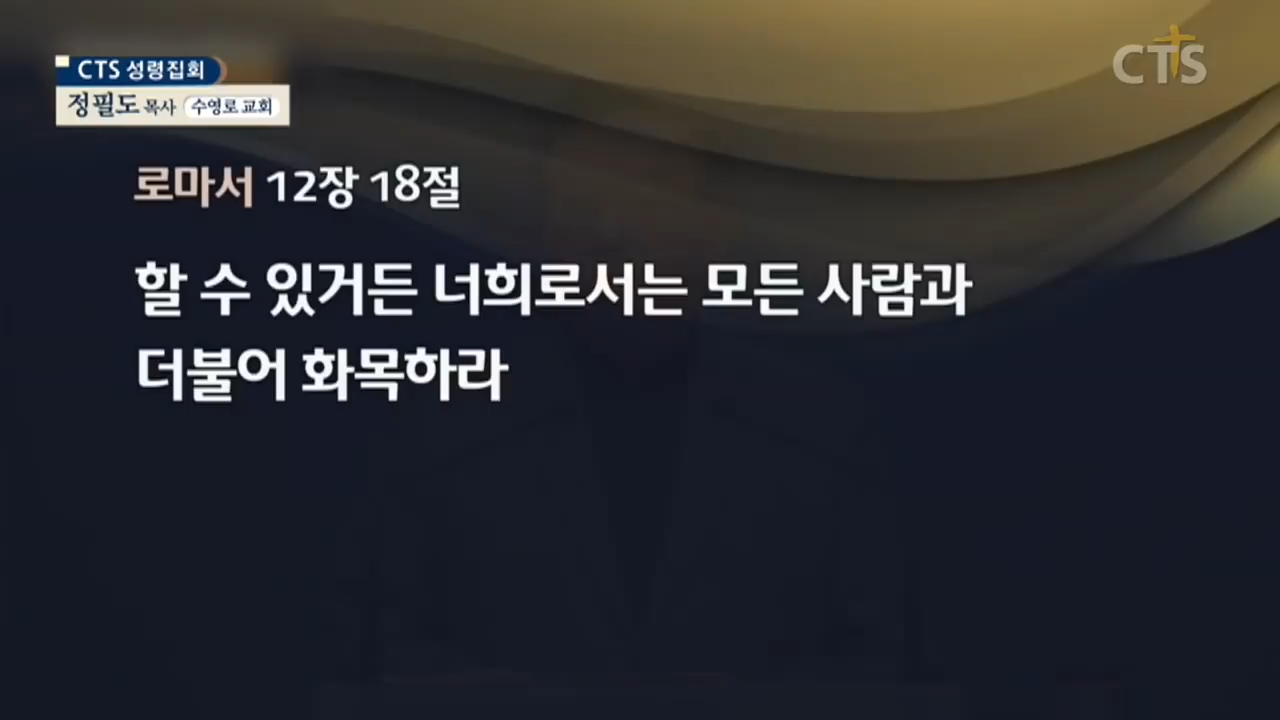 CTS 성령집회
정필도 목사 수영로 교회
CTS
로마서 12장 18절
할 수 있거든 너희로서는 모든 사람과
더불어 화목하라